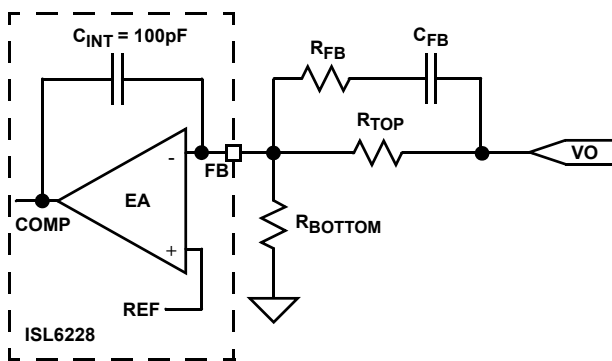 C_INT = 100pF
R_FB
C_FB
R_TOP
VO
-
FB
EA
COMP
R_BOTTOM
+
REF
ISL6228